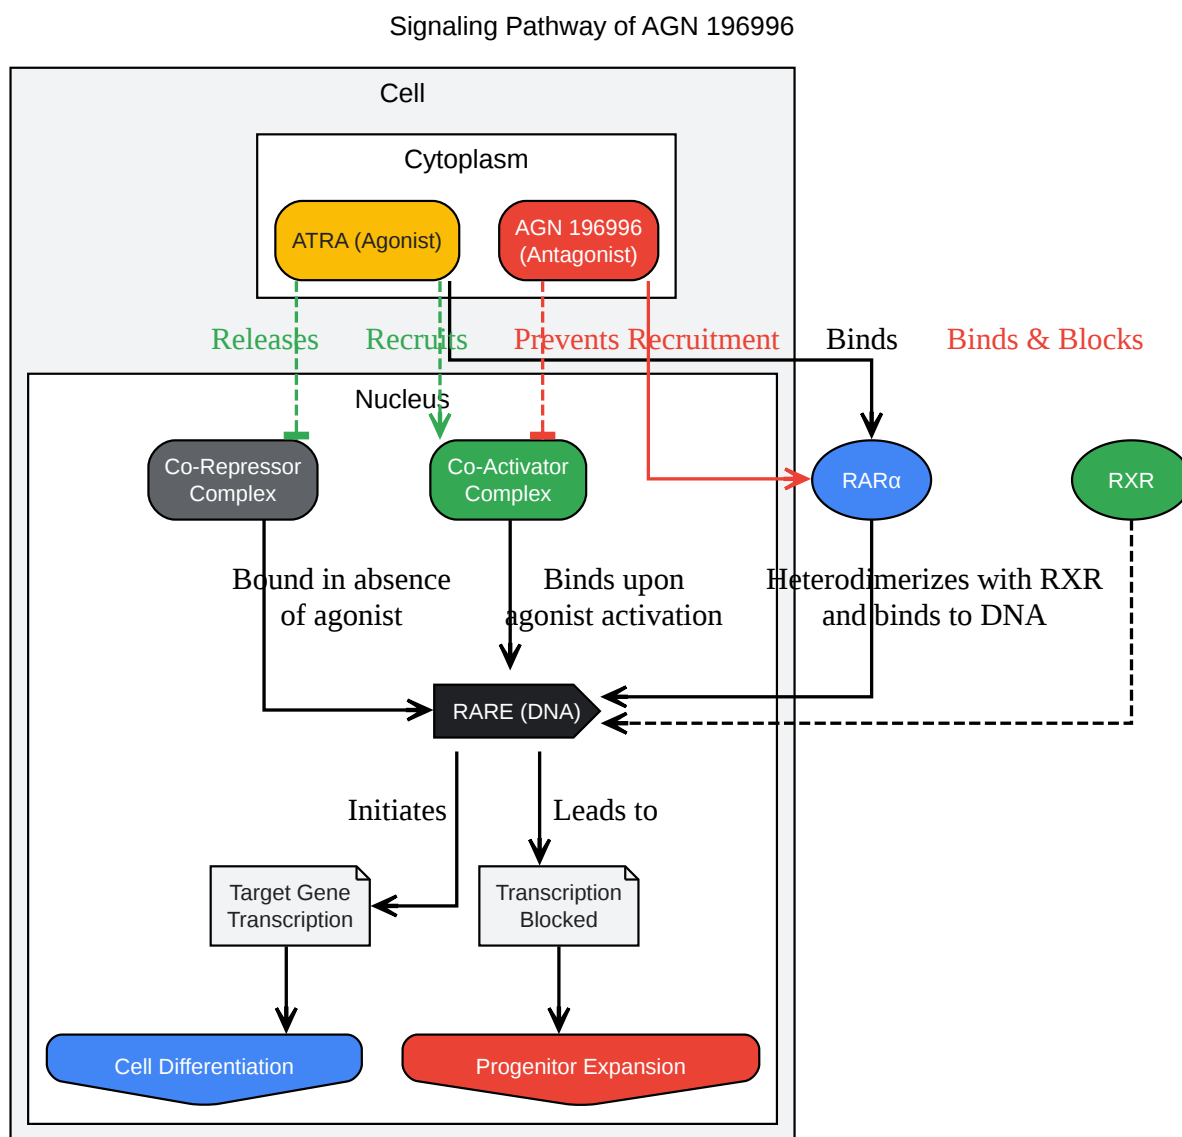 Signaling Pathway of AGN 196996
Cell
Cytoplasm
ATRA (Agonist)
AGN 196996
(Antagonist)
Releases
Recruits
Prevents Recruitment
Binds
Binds & Blocks
Nucleus
Co-Repressor
Complex
Co-Activator
Complex
RARα
RXR
Bound in absence
of agonist
Binds upon
agonist activation
Heterodimerizes with RXR
and binds to DNA
RARE (DNA)
Initiates
Leads to
Target Gene
Transcription
Transcription
Blocked
Cell Differentiation
Progenitor Expansion